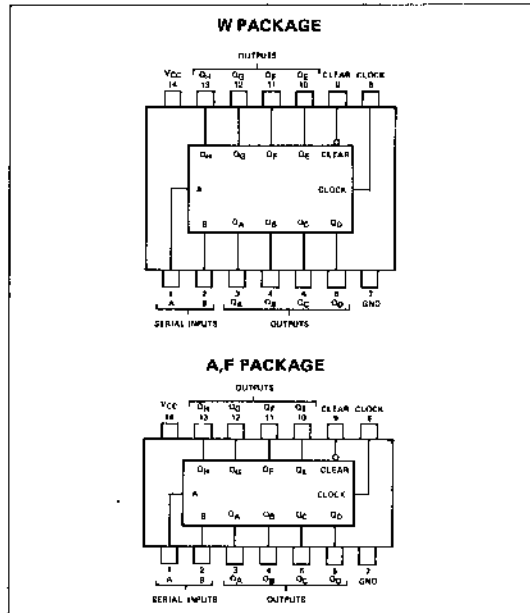 W PACKAGE
OUTPUTS
VCC QH QG QF QE CLEAR CLOCK
14 13 12 11 10 9 8
QH QG QF QE CLEAR
A CLOCK
B QA QB QC QD
1 2 3 4 5 6 7
A B QA QB QC QD GND
SERIAL INPUTS OUTPUTS
A,F PACKAGE
OUTPUTS
VCC QH QG QF QE CLEAR CLOCK
14 13 12 11 10 9 8
QH QG QF QE CLEAR
A CLOCK
B QA QB QC QD
1 2 3 4 5 6 7
A B QA QB QC QD GND
SERIAL INPUTS OUTPUTS